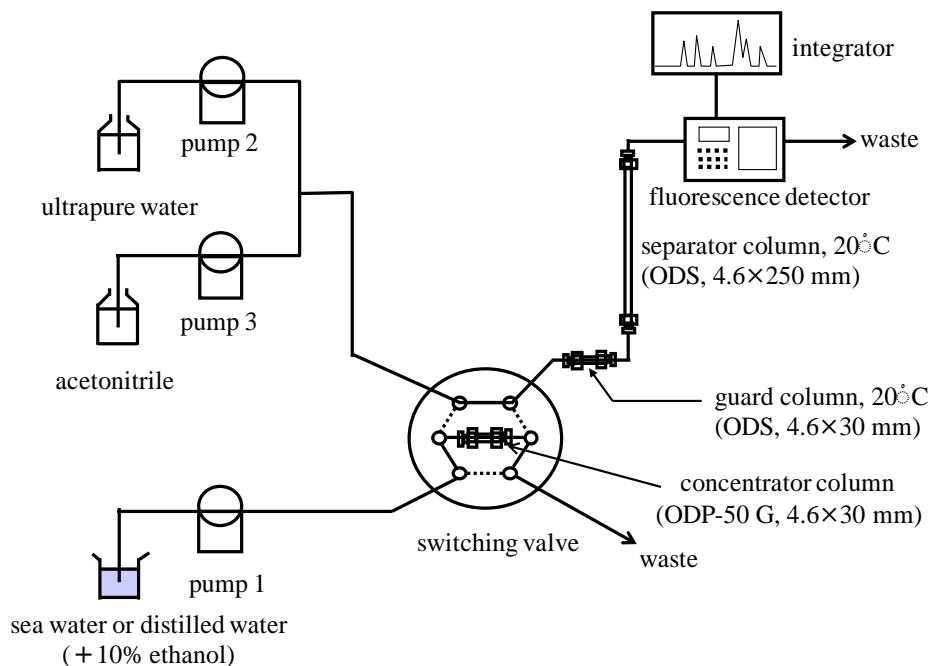 integrator
pump 2
waste
ultrapure water
fluorescence detector
separator column, 20°C
(ODS, 4.6×250 mm)
pump 3
acetonitrile
guard column, 20°C
(ODS, 4.6×30 mm)
concentrator column
(ODP-50 G, 4.6×30 mm)
switching valve
waste
pump 1
sea water or distilled water
(+10% ethanol)